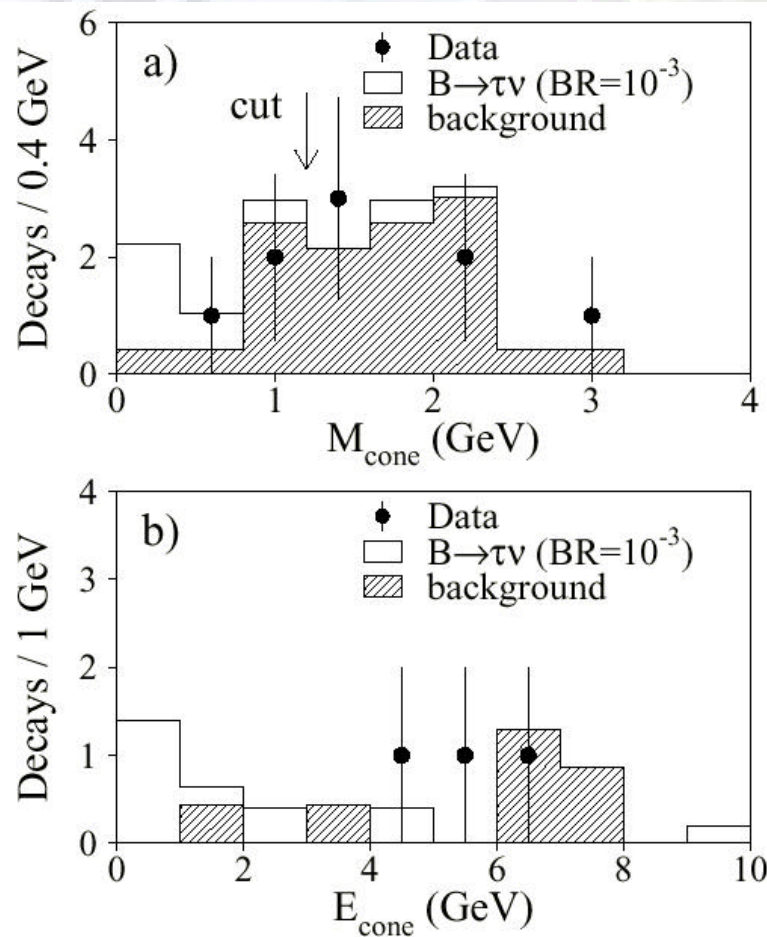 6
a)
Data
B→τν (BR=10⁻³)
background
cut
4
2
0
Decays / 0.4 GeV
0 1 2 3 4
M_cone (GeV)
4
b)
Data
B→τν (BR=10⁻³)
background
3
2
1
0
Decays / 1 GeV
0 2 4 6 8 10
E_cone (GeV)